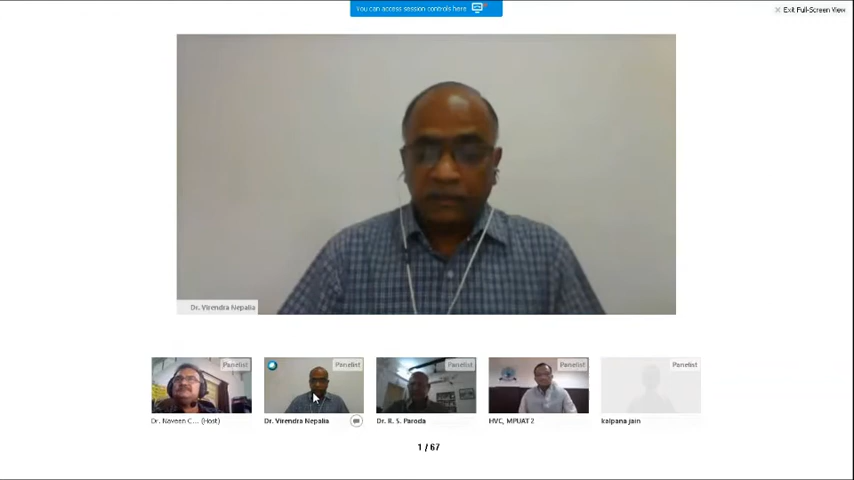 You can access session controls here
Exit Full-Screen View
Dr. Virendra Nepalia
Panelist
Panelist
Panelist
Panelist
Panelist
Dr. Naveen C... (Host)
Dr. Virendra Nepalia
Dr. R. S. Paroda
HVC, MPUAT 2
kalpana jain
1 / 67